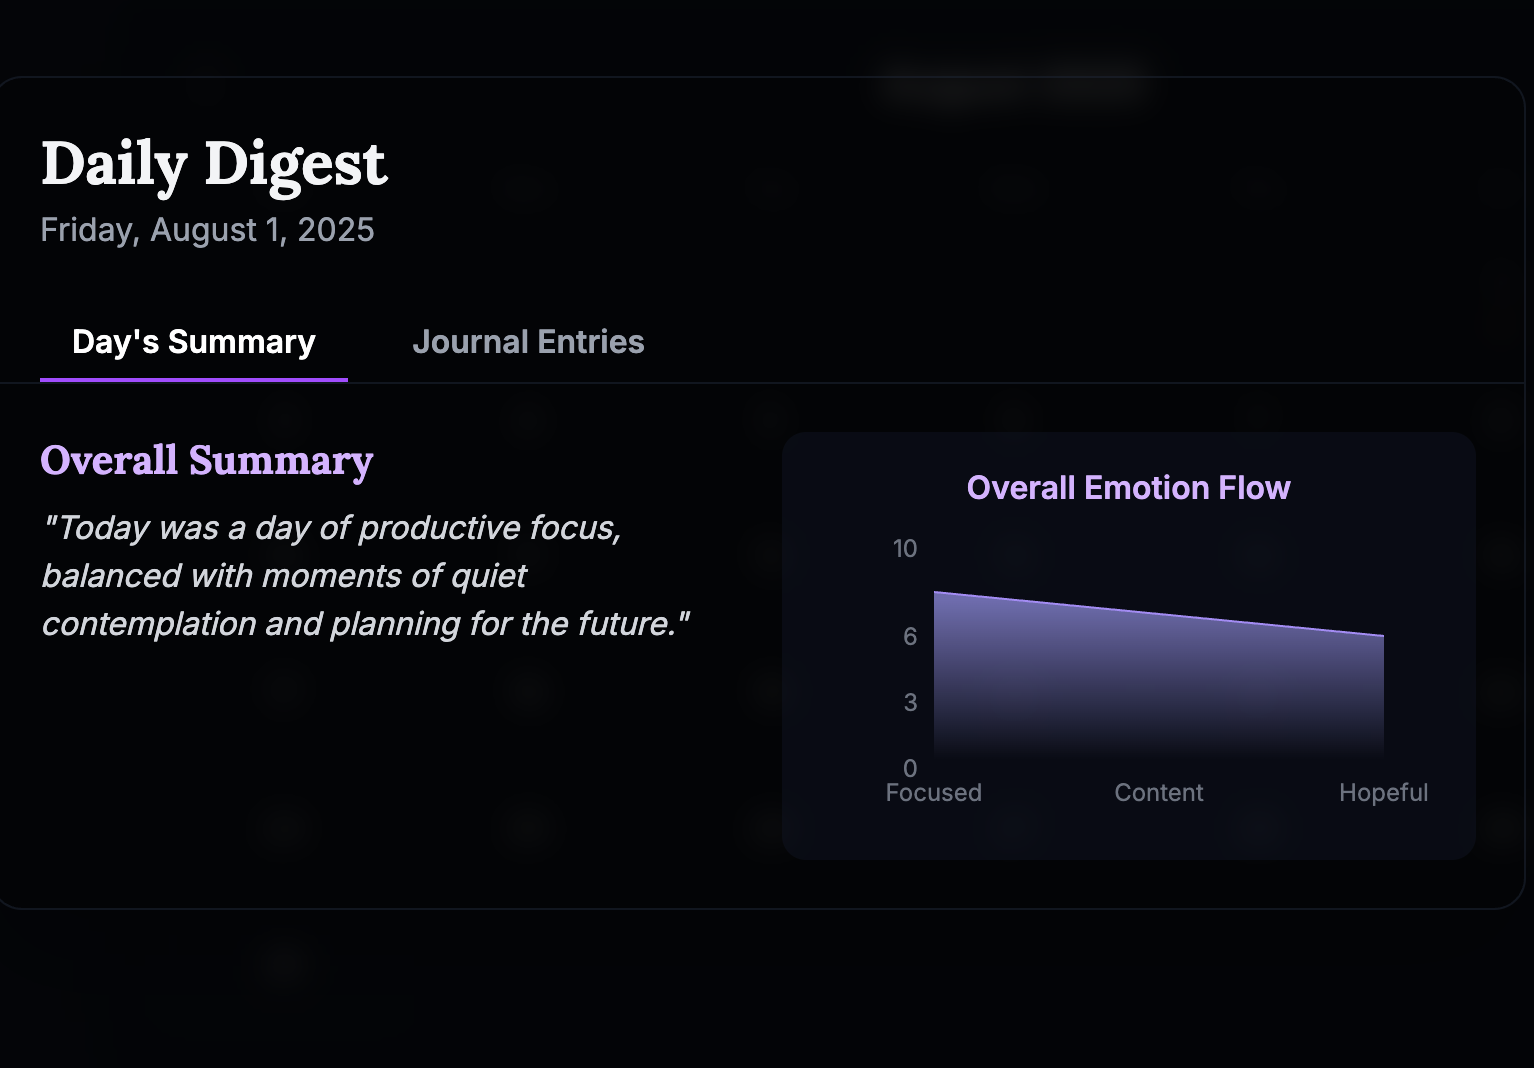 Daily Digest
Friday, August 1, 2025
Day's Summary
Journal Entries
Overall Summary
"Today was a day of productive focus,
balanced with moments of quiet
contemplation and planning for the future."
Overall Emotion Flow
10
6
3
0
Focused
Content
Hopeful